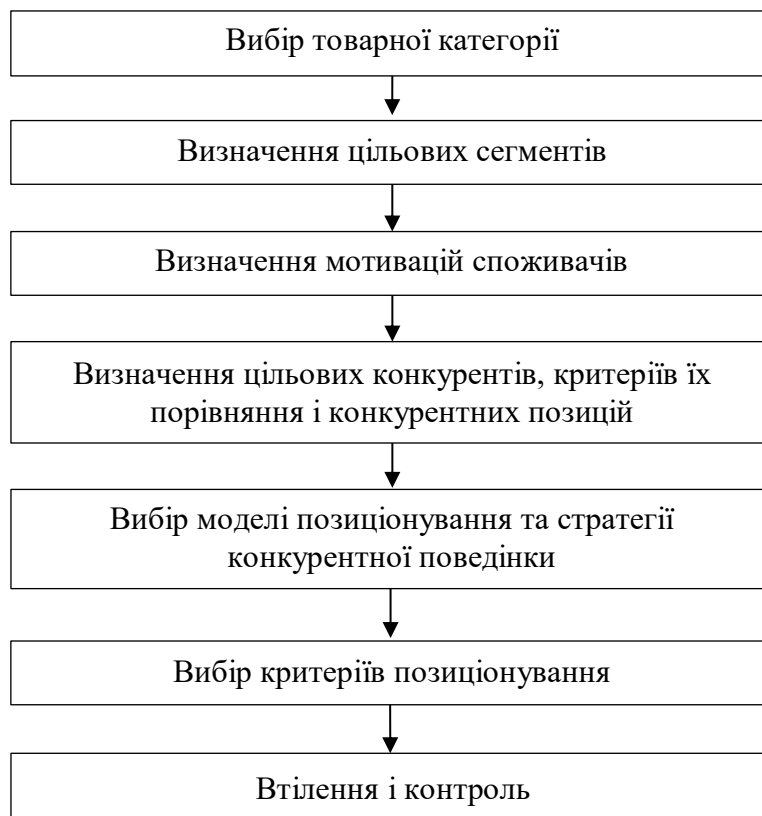 Вибір товарної категорії
Визначення цільових сегментів
Визначення мотивацій споживачів
Визначення цільових конкурентів, критеріїв їх
порівняння і конкурентних позицій
Вибір моделі позиціонування та стратегії
конкурентної поведінки
Вибір критеріїв позиціонування
Втілення і контроль